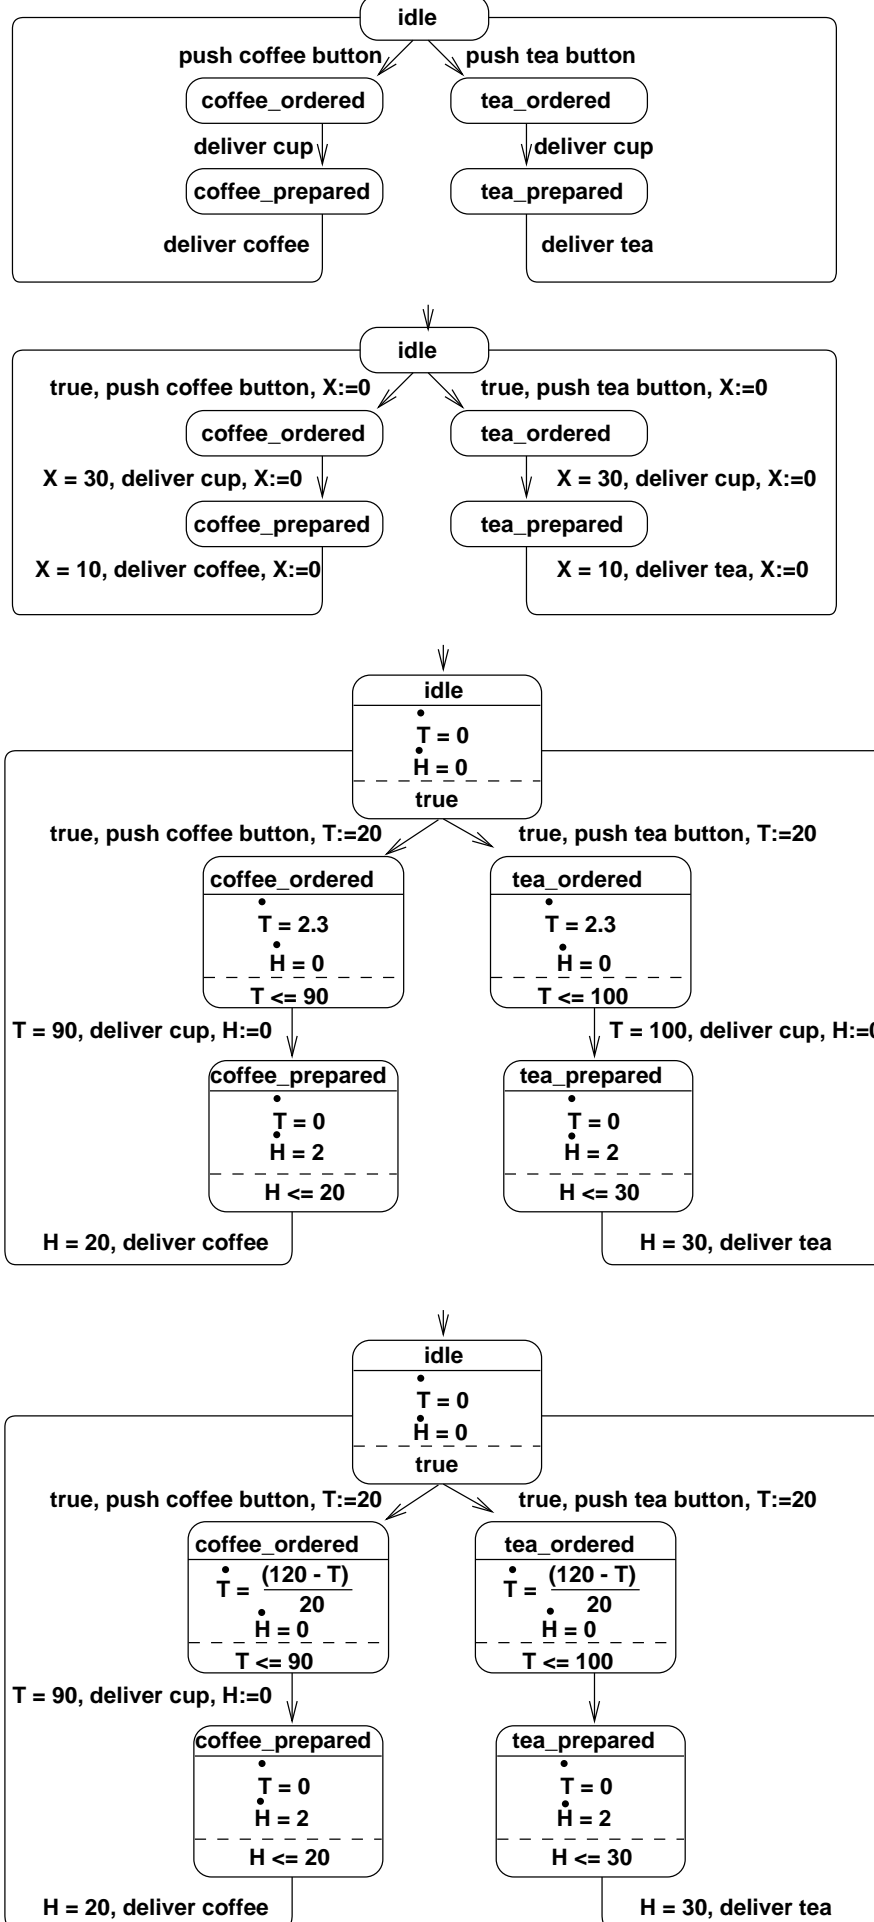 idle
push coffee button push tea button
coffee_ordered tea_ordered
deliver cup deliver cup
coffee_prepared tea_prepared
deliver coffee deliver tea
idle
true, push coffee button, X:=0 true, push tea button, X:=0
coffee_ordered tea_ordered
X = 30, deliver cup, X:=0 X = 30, deliver cup, X:=0
coffee_prepared tea_prepared
X = 10, deliver coffee, X:=0 X = 10, deliver tea, X:=0
idle
Ṫ = 0
Ḣ = 0
true
true, push coffee button, T:=20 true, push tea button, T:=20
coffee_ordered tea_ordered
Ṫ = 2.3 Ṫ = 2.3
Ḣ = 0 Ḣ = 0
T <= 90 T <= 100
T = 90, deliver cup, H:=0 T = 100, deliver cup, H:=0
coffee_prepared tea_prepared
Ṫ = 0 Ṫ = 0
Ḣ = 2 Ḣ = 2
H <= 20 H <= 30
H = 20, deliver coffee H = 30, deliver tea
idle
Ṫ = 0
Ḣ = 0
true
true, push coffee button, T:=20 true, push tea button, T:=20
coffee_ordered tea_ordered
Ṫ = (120 - T) Ṫ = (120 - T)
20 20
Ḣ = 0 Ḣ = 0
T <= 90 T <= 100
T = 90, deliver cup, H:=0
coffee_prepared tea_prepared
Ṫ = 0 Ṫ = 0
Ḣ = 2 Ḣ = 2
H <= 20 H <= 30
H = 20, deliver coffee H = 30, deliver tea